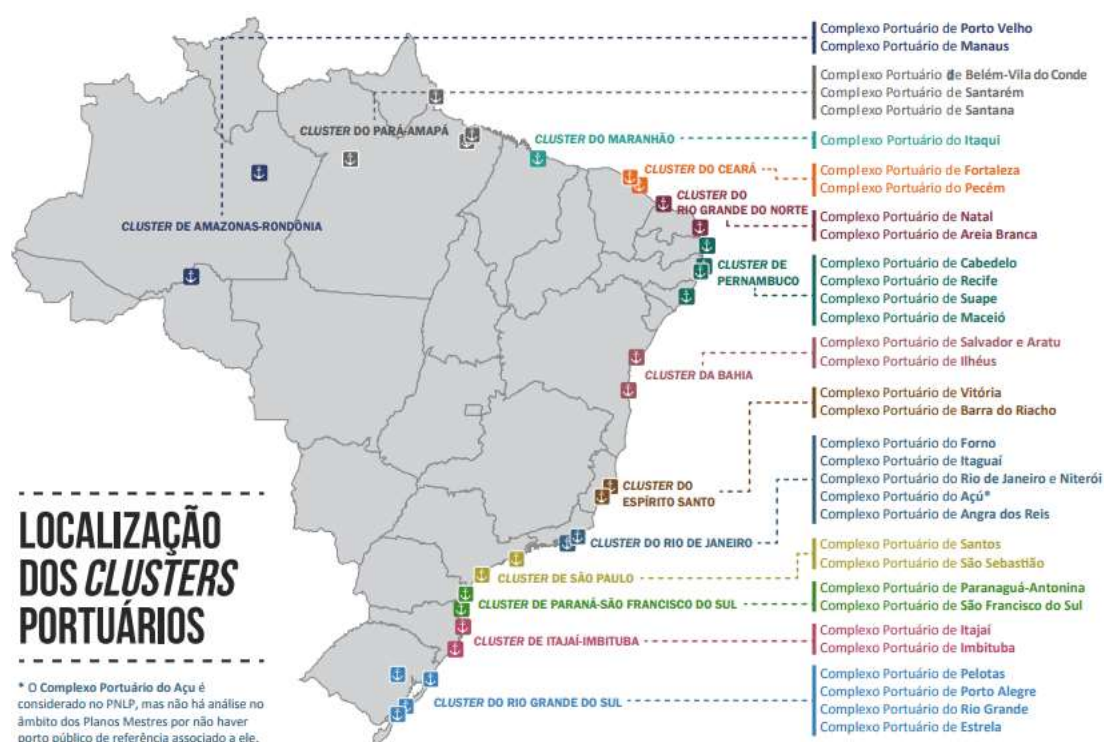 Complexo Portuário de Porto Velho
Complexo Portuário de Manaus
Complexo Portuário de Belém-Vila do Conde
Complexo Portuário de Santarém
Complexo Portuário de Santana
CLUSTER DO PARÁ-AMAPÁ
CLUSTER DO MARANHÃO
Complexo Portuário do Itaqui
CLUSTER DO CEARÁ
Complexo Portuário de Fortaleza
Complexo Portuário do Pecém
CLUSTER DO
RIO GRANDE DO NORTE
Complexo Portuário de Natal
Complexo Portuário de Areia Branca
CLUSTER DE AMAZONAS-RONDÔNIA
CLUSTER DE
PERNAMBUCO
Complexo Portuário de Cabedelo
Complexo Portuário de Recife
Complexo Portuário de Suape
Complexo Portuário de Maceió
CLUSTER DA BAHIA
Complexo Portuário de Salvador e Aratu
Complexo Portuário de Ilhéus
CLUSTER DO
ESPÍRITO SANTO
Complexo Portuário de Vitória
Complexo Portuário de Barra do Riacho
CLUSTER DO RIO DE JANEIRO
Complexo Portuário do Forno
Complexo Portuário de Itaguaí
Complexo Portuário do Rio de Janeiro e Niterói
Complexo Portuário do Açú*
Complexo Portuário de Angra dos Reis
CLUSTER DE SÃO PAULO
Complexo Portuário de Santos
Complexo Portuário de São Sebastião
CLUSTER DE PARANÁ-SÃO FRANCISCO DO SUL
Complexo Portuário de Paranaguá-Antonina
Complexo Portuário de São Francisco do Sul
CLUSTER DE ITAJAÍ-IMBITUBA
Complexo Portuário de Itajaí
Complexo Portuário de Imbituba
CLUSTER DO RIO GRANDE DO SUL
Complexo Portuário de Pelotas
Complexo Portuário de Porto Alegre
Complexo Portuário do Rio Grande
Complexo Portuário de Estrela
LOCALIZAÇÃO
DOS CLUSTERS
PORTUÁRIOS
* O Complexo Portuário do Açu é
considerado no PNLP, mas não há análise no
âmbito dos Planos Mestres por não haver
porto público de referência associado a ele.